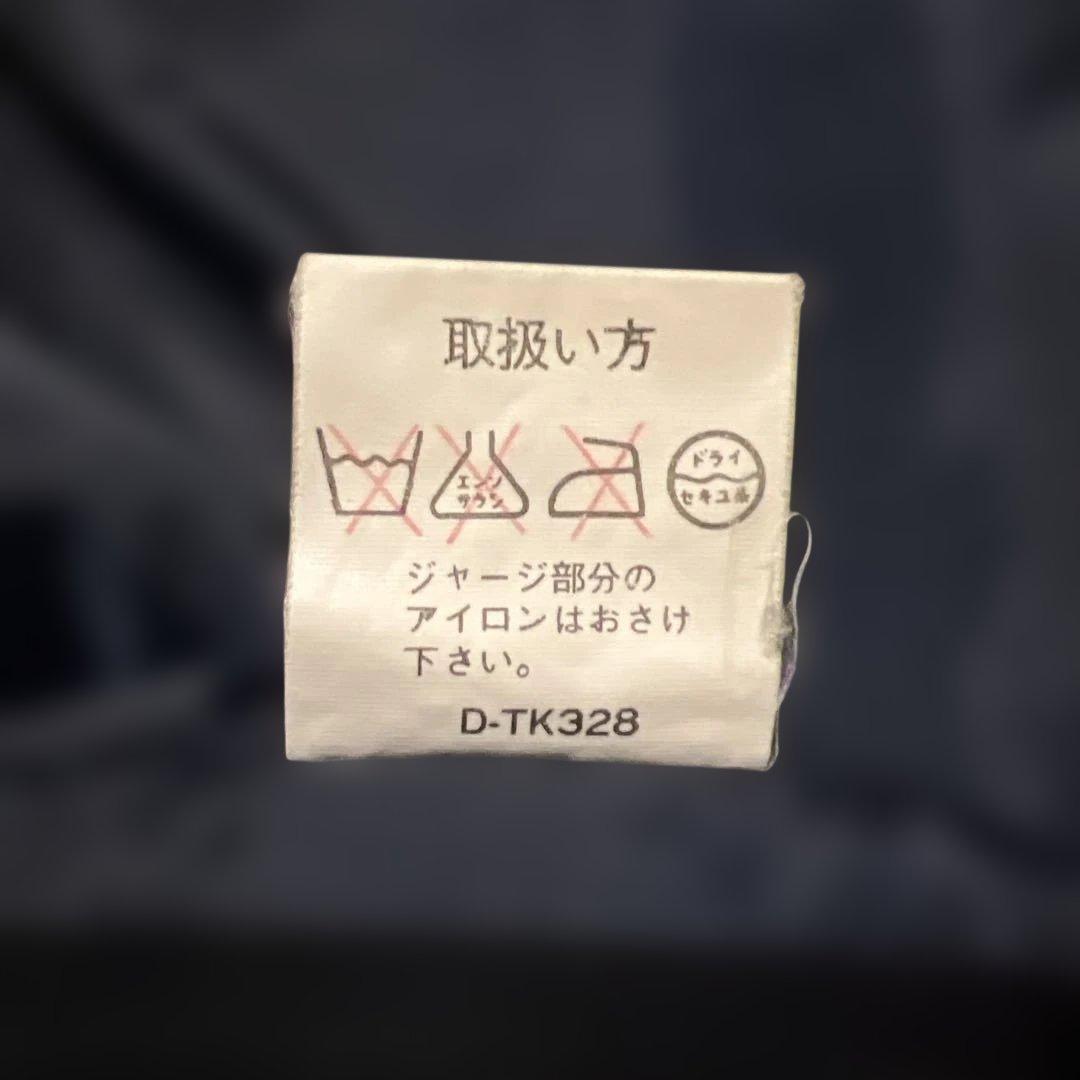 取扱い方
エンソ
サラシ
ドライ
セキユ系
ジャージ部分の
アイロンはおさけ
下さい。
D-TK328